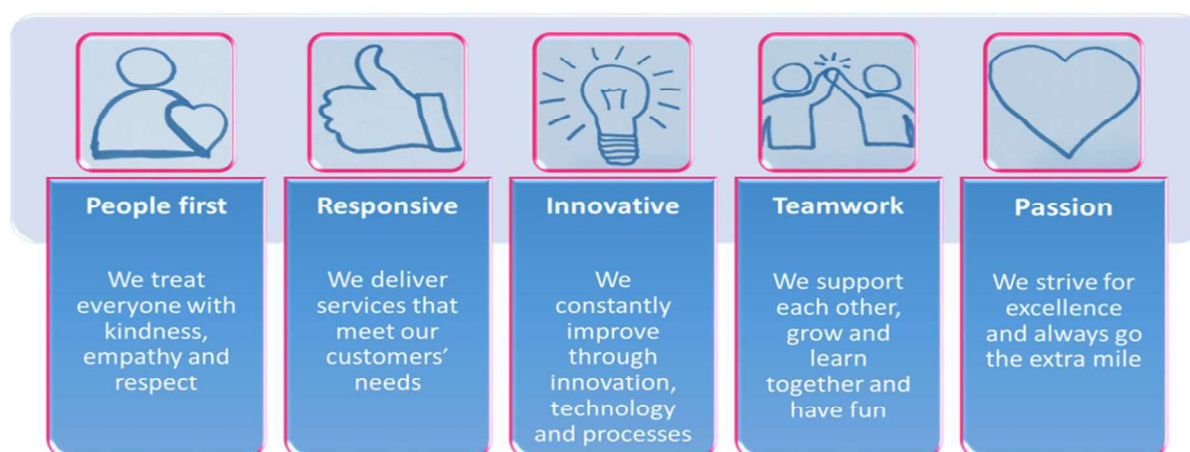 People first
We treat
everyone with
kindness,
empathy and
respect
Responsive
We deliver
services that
meet our
customers’
needs
Innovative
We
constantly
improve
through
innovation,
technology
and processes
Teamwork
We support
each other,
grow and
learn
together and
have fun
Passion
We strive for
excellence
and always go
the extra mile